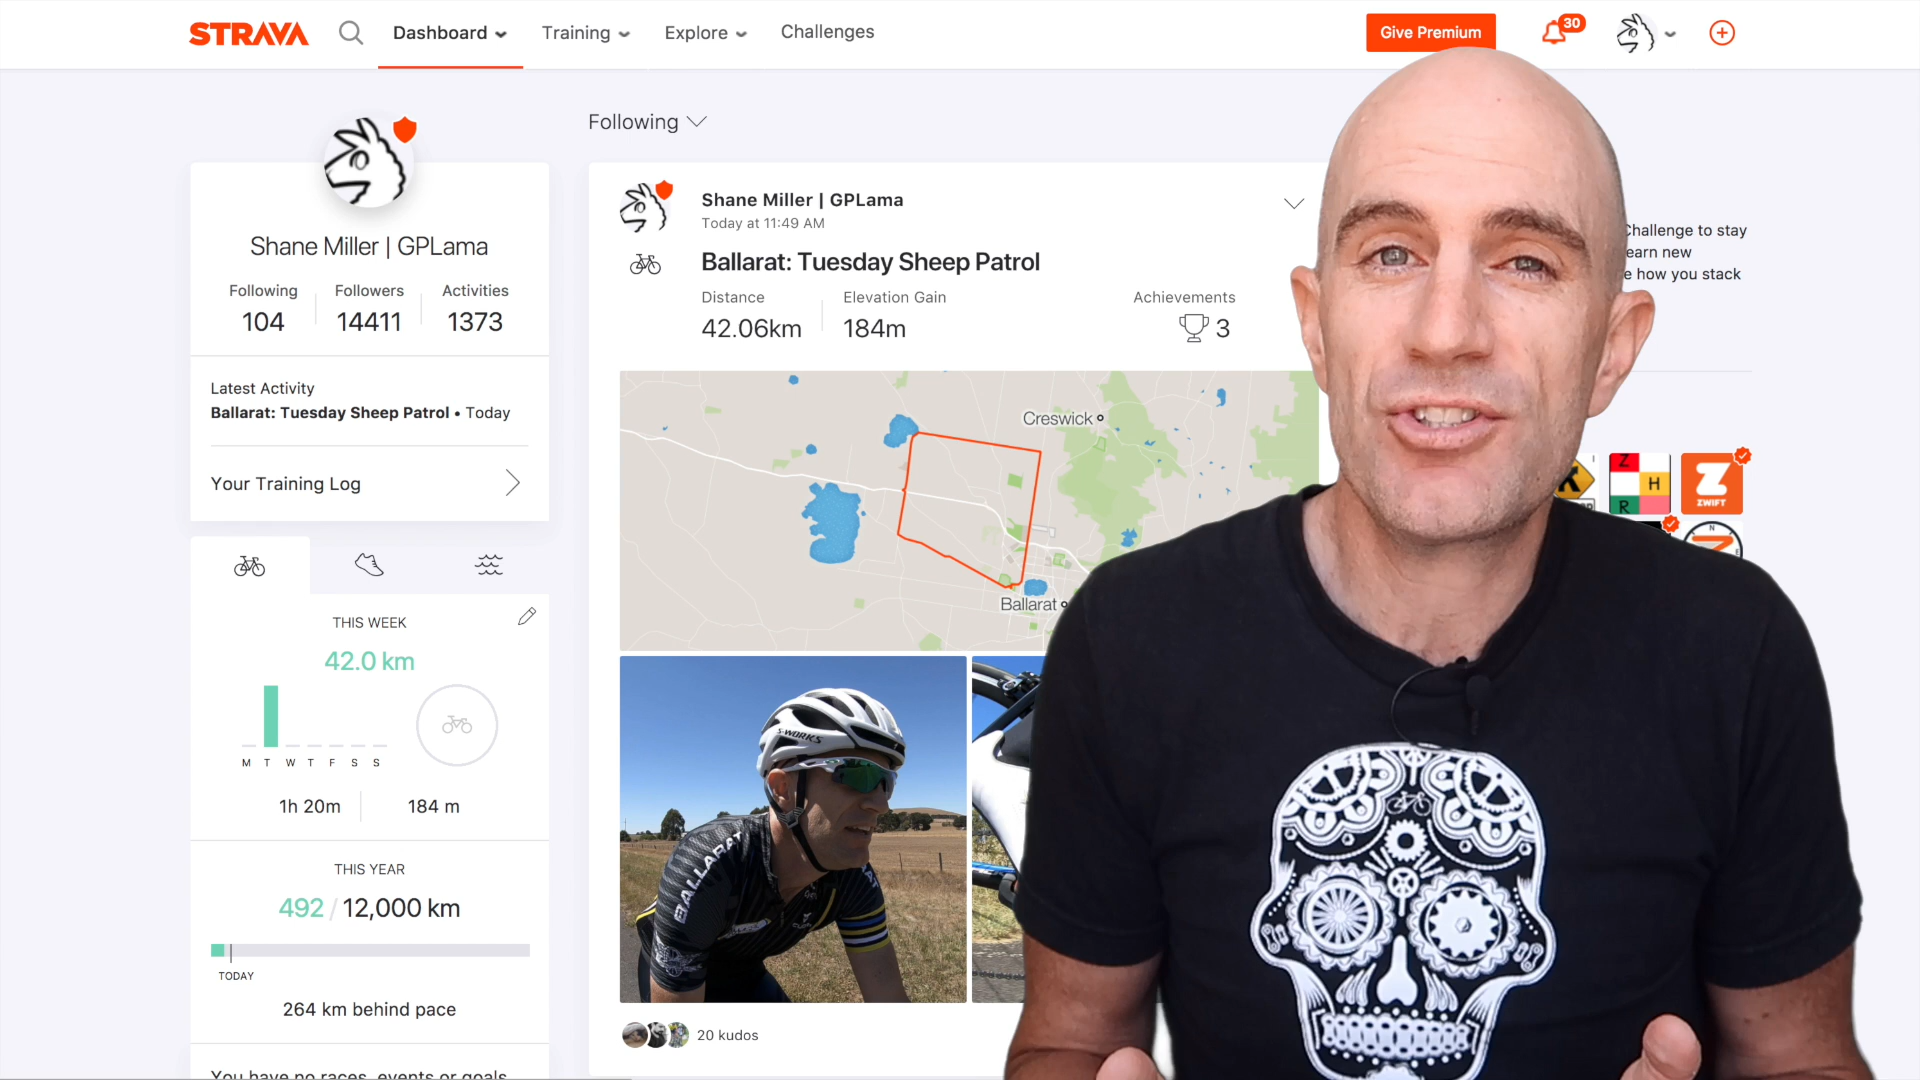 STRAVA Dashboard Training Explore Challenges Give Premium 30
Following
Shane Miller | GPLama
Following Followers Activities
104 14411 1373
Latest Activity
Ballarat: Tuesday Sheep Patrol • Today
Your Training Log
THIS WEEK
42.0 km
M T W T F S S
1h 20m 184 m
THIS YEAR
492 / 12,000 km
TODAY
264 km behind pace
Shane Miller | GPLama
Today at 11:49 AM
Ballarat: Tuesday Sheep Patrol
Distance Elevation Gain Achievements
42.06km 184m 3
Creswick
Ballarat
S-WORKS
BALLARAT
20 kudos
Challenge to stay
earn new
e how you stack
Z
H
R
ZWIFT
N